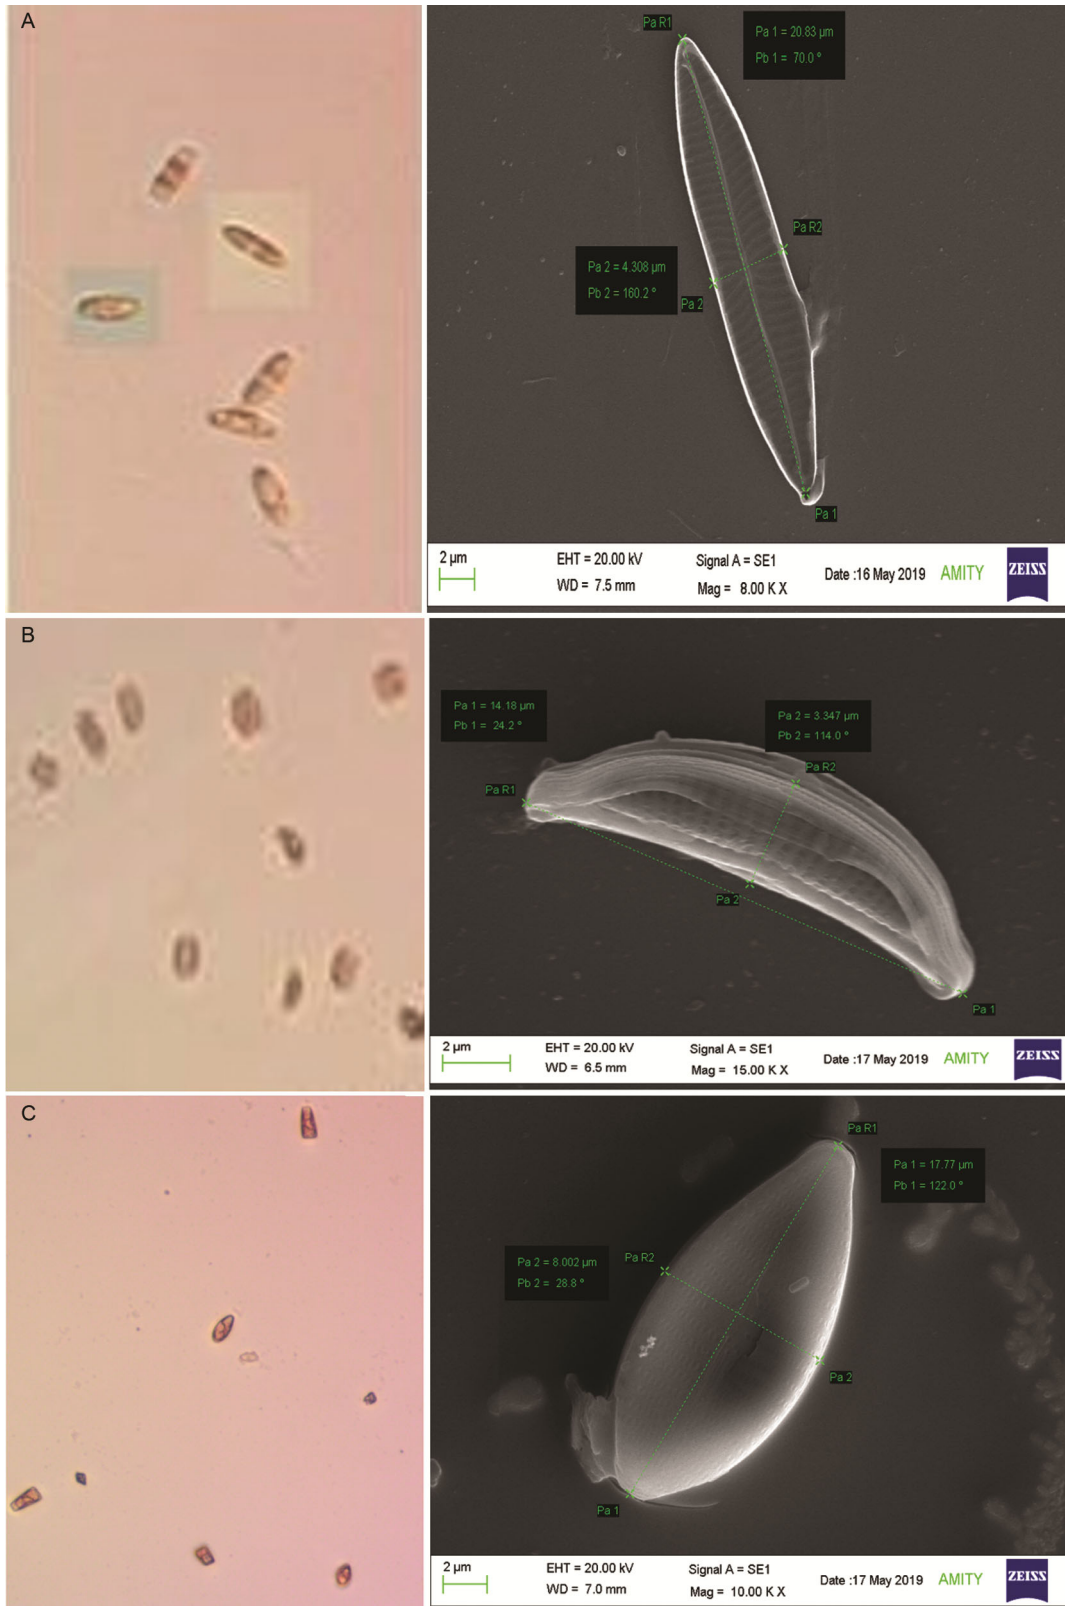 A
Pa R1
Pa 1 = 20.83 µm
Pb 1 = 70.0 °
Pa R2
Pa 2 = 4.308 µm
Pb 2 = 160.2 °
Pa 2
Pa 1
2 µm
EHT = 20.00 kV
WD = 7.5 mm
Signal A = SE1
Mag = 8.00 K X
Date :16 May 2019
AMITY
ZEISS
B
Pa 1 = 14.18 µm
Pb 1 = 24.2 °
Pa 2 = 3.347 µm
Pb 2 = 114.0 °
Pa R2
Pa R1
Pa 2
Pa 1
2 µm
EHT = 20.00 kV
WD = 6.5 mm
Signal A = SE1
Mag = 15.00 K X
Date :17 May 2019
AMITY
ZEISS
C
Pa R1
Pa 1 = 17.77 µm
Pb 1 = 122.0 °
Pa R2
Pa 2 = 8.002 µm
Pb 2 = 28.8 °
Pa 2
Pa 1
2 µm
EHT = 20.00 kV
WD = 7.0 mm
Signal A = SE1
Mag = 10.00 K X
Date :17 May 2019
AMITY
ZEISS